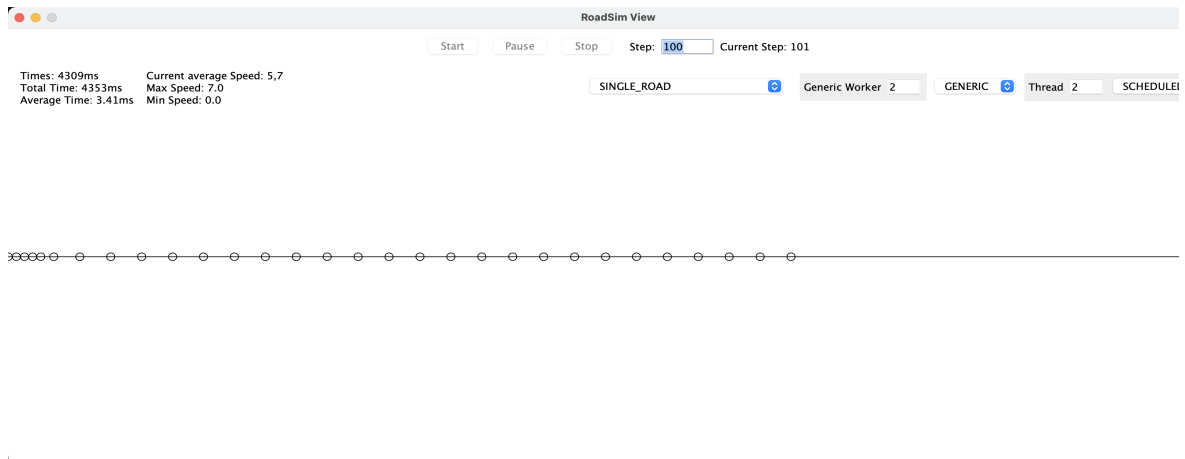 RoadSim View
Start Pause Stop Step: 100 Current Step: 101
Times: 4309ms Current average Speed: 5,7
Total Time: 4353ms Max Speed: 7.0
Average Time: 3.41ms Min Speed: 0.0
SINGLE_ROAD Generic Worker 2 GENERIC Thread 2 SCHEDULED